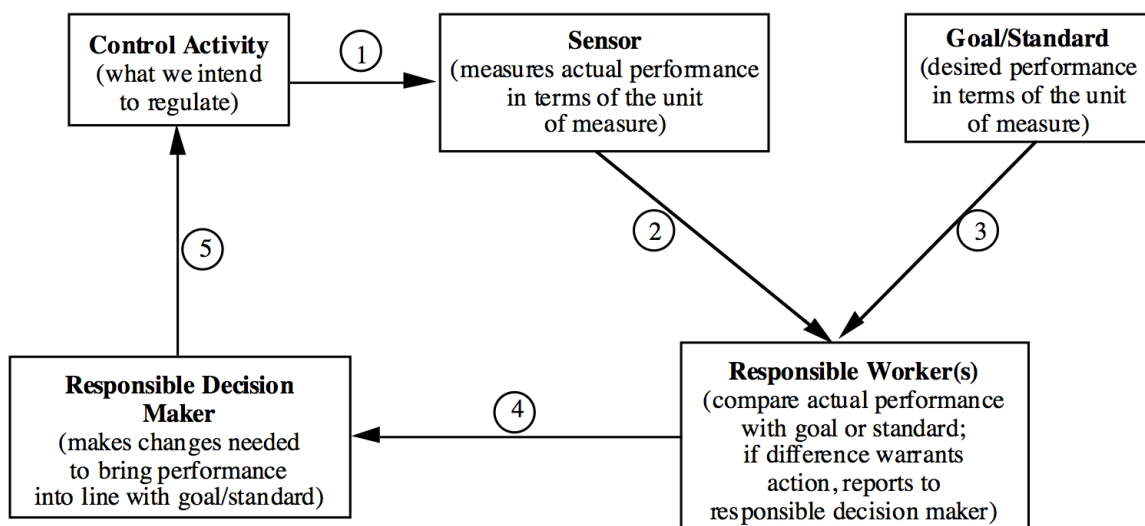 Control Activity
(what we intend
to regulate)
1
Sensor
(measures actual performance
in terms of the unit
of measure)
Goal/Standard
(desired performance
in terms of the unit
of measure)
2
3
5
Responsible Decision
Maker
(makes changes needed
to bring performance
into line with goal/standard)
4
Responsible Worker(s)
(compare actual performance
with goal or standard;
if difference warrants
action, reports to
responsible decision maker)